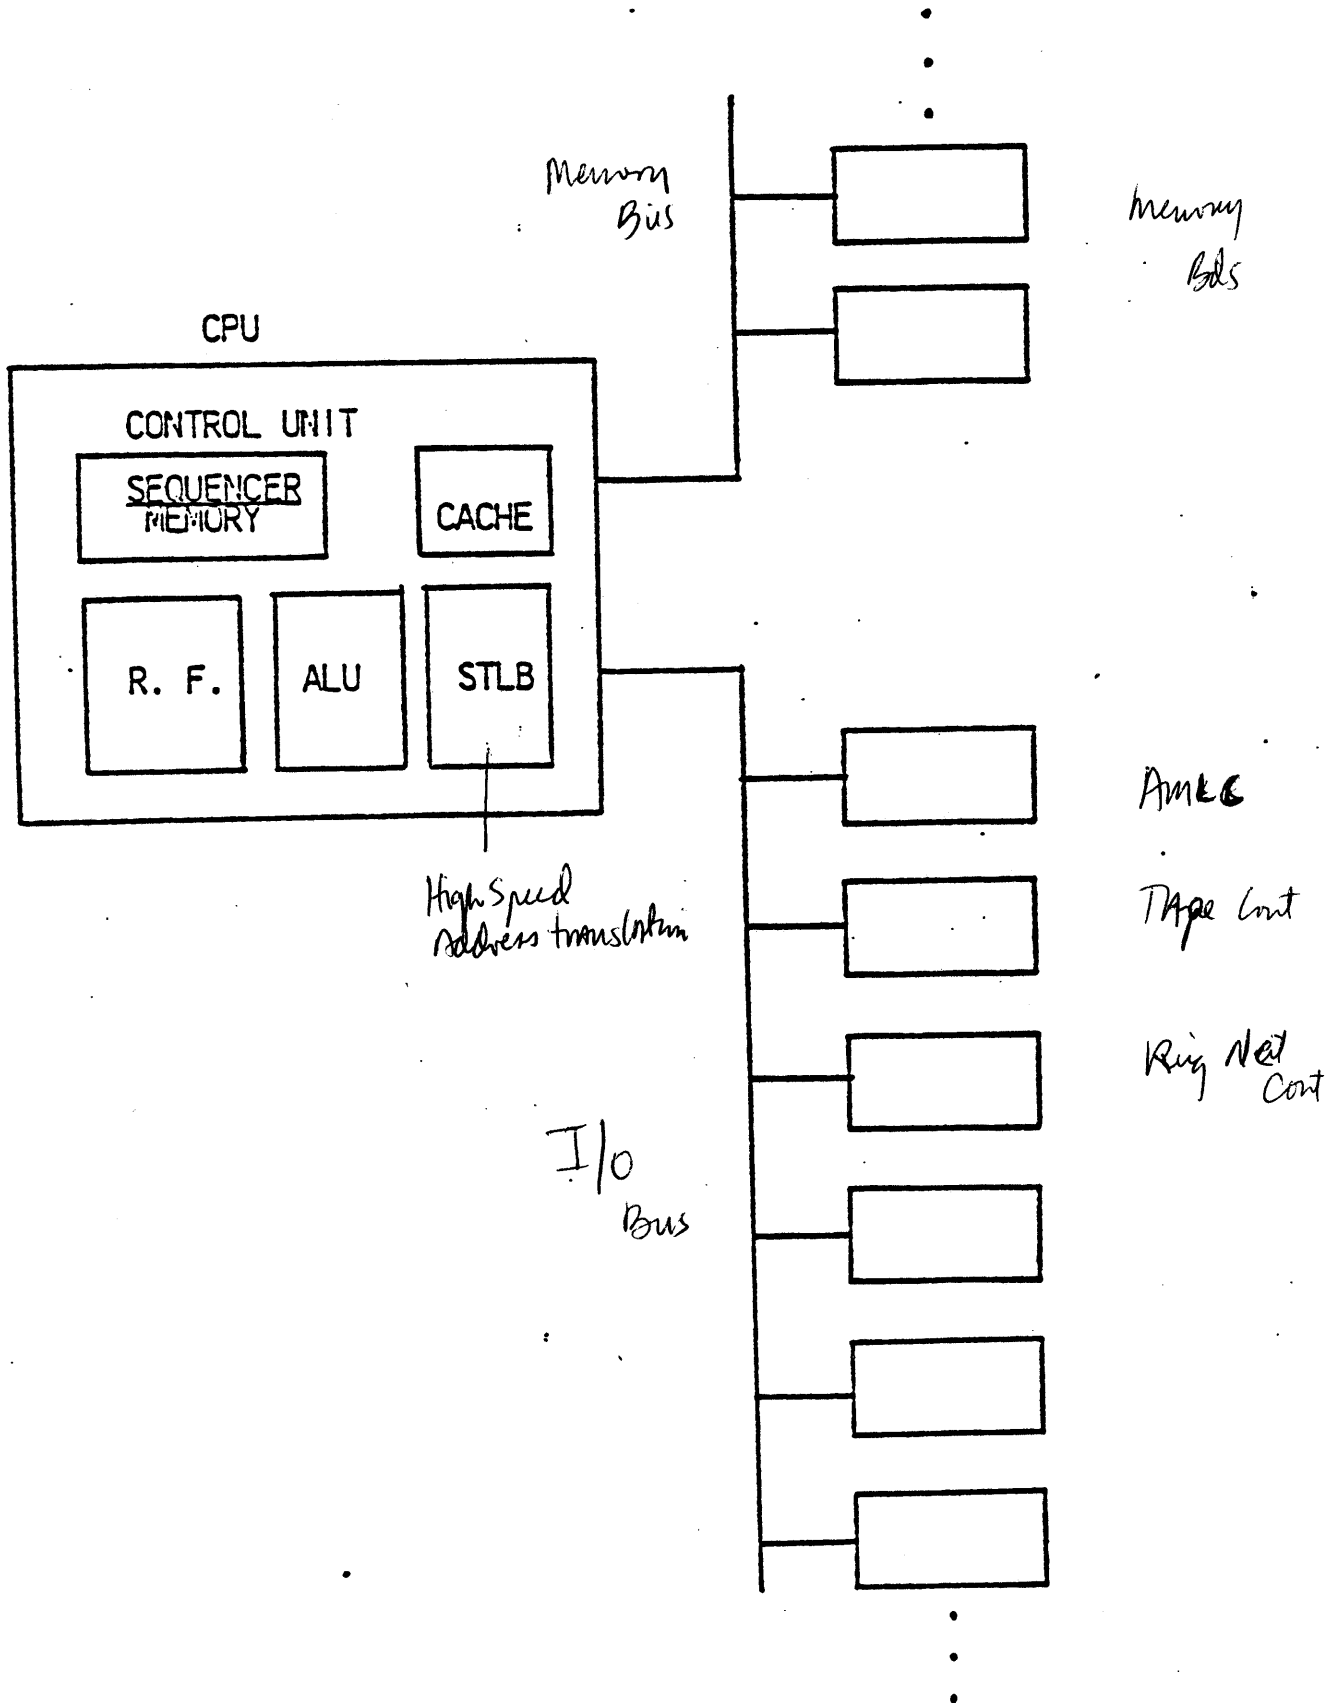 Memory
Bus
Memory
Bds
CPU
CONTROL UNIT
SEQUENCER
MEMORY
CACHE
R. F.
ALU
STLB
High Speed
Address translation
AMLC
TApe Cont
Ring Net
Cont
I/O
Bus